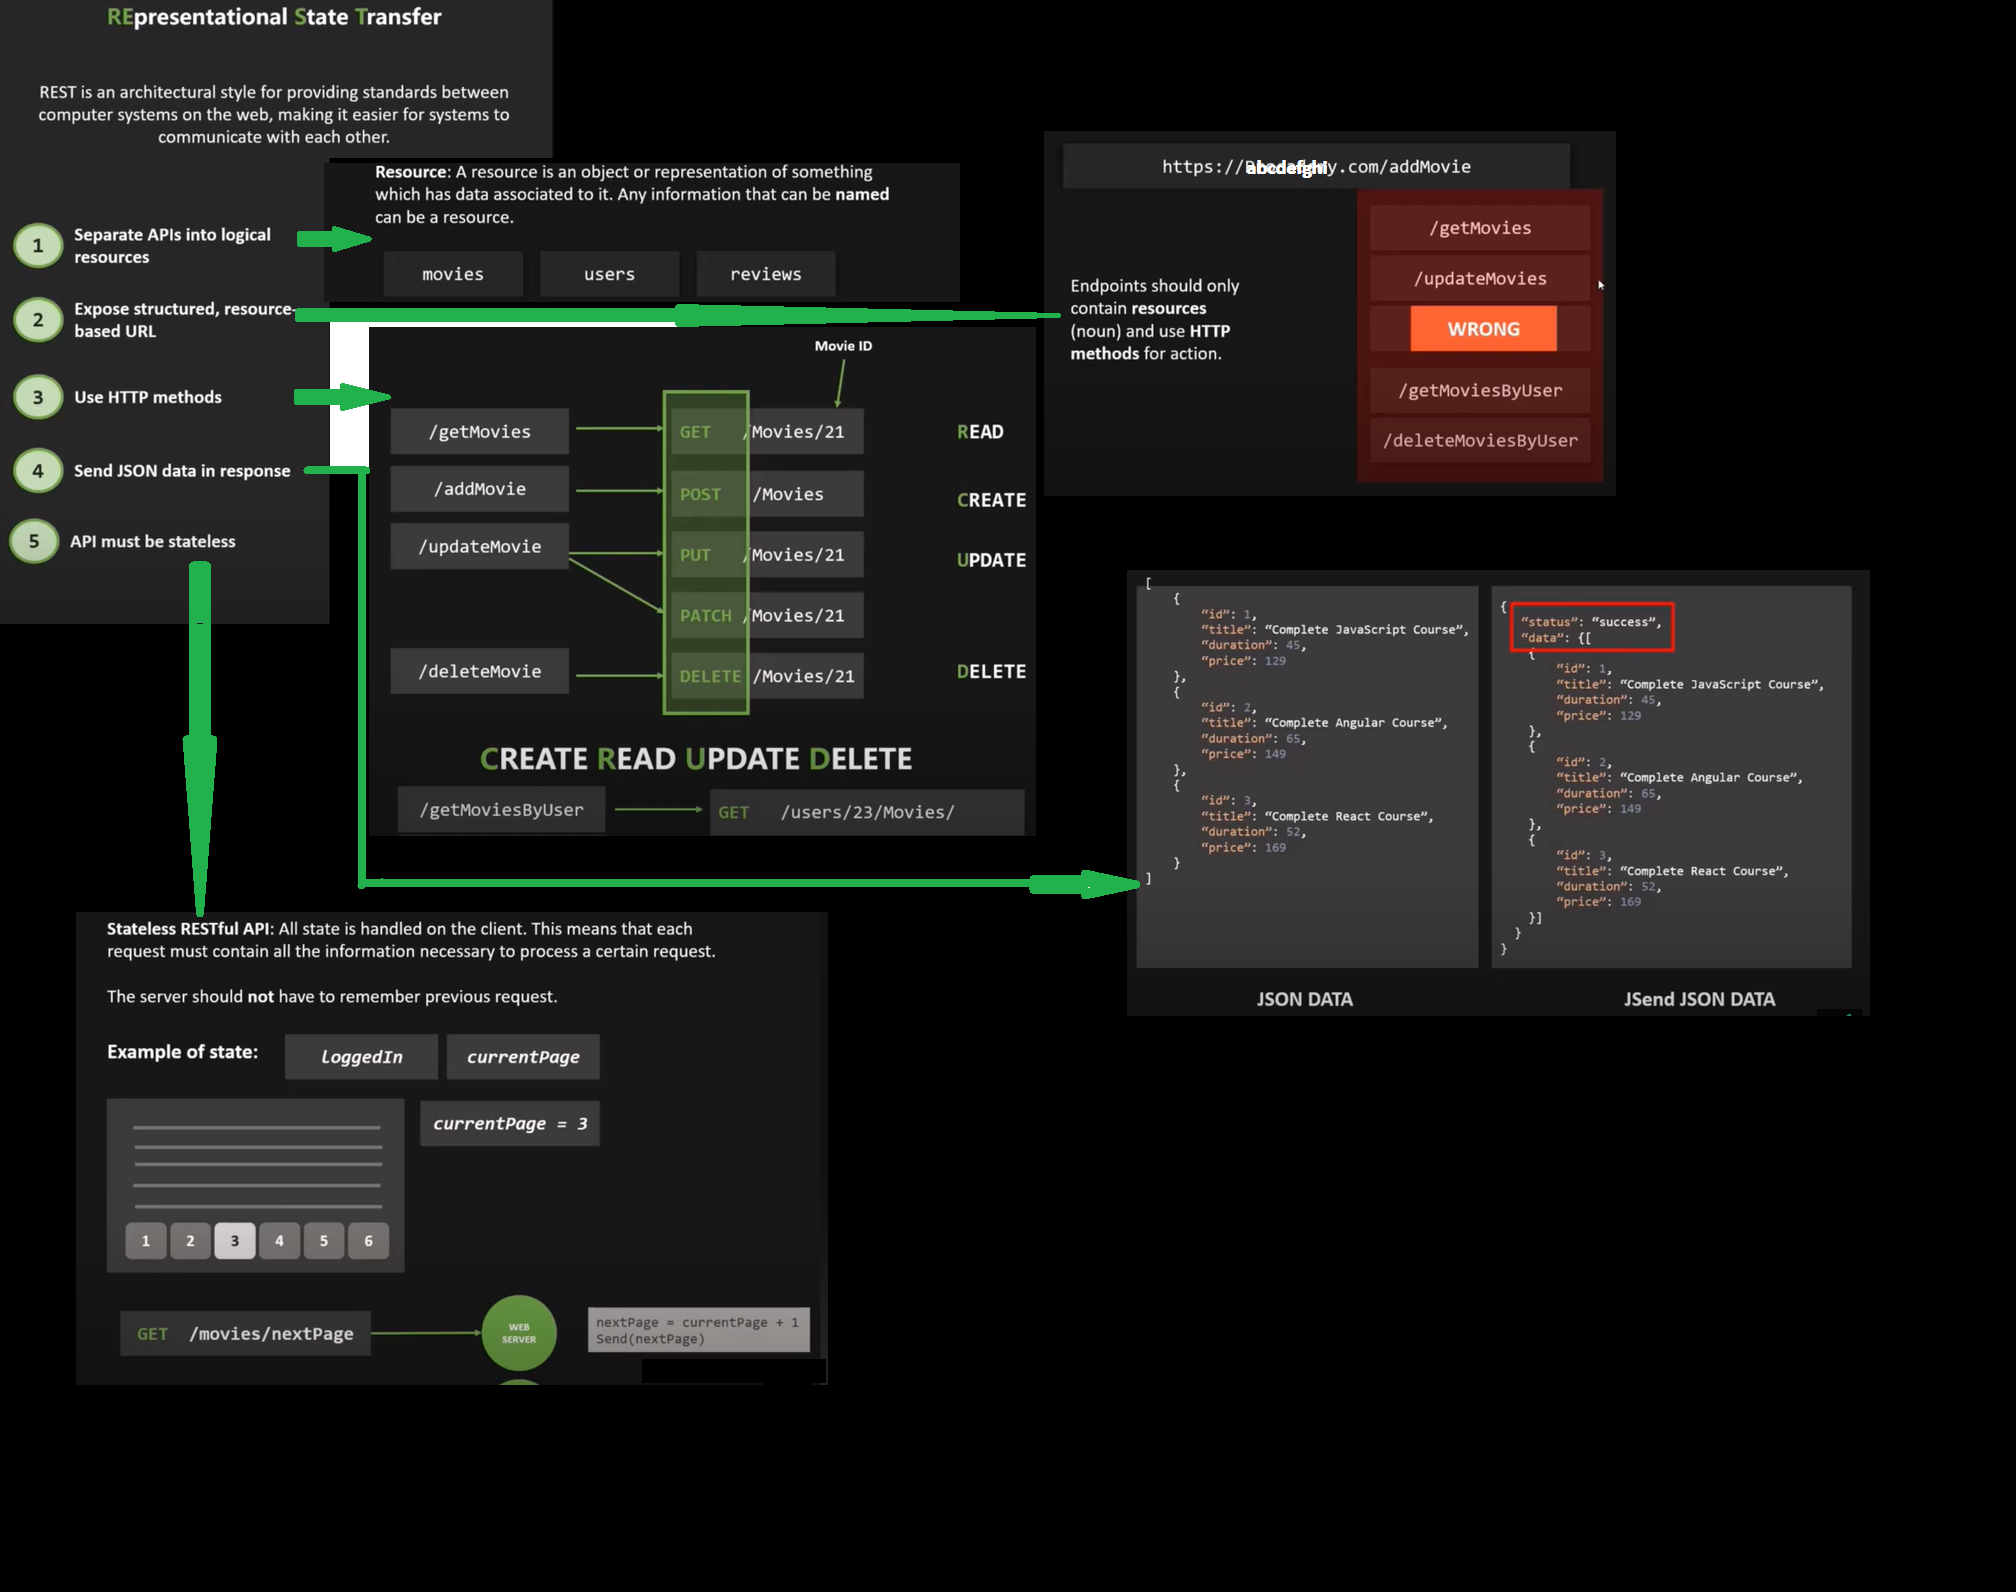 REpresentational State Transfer
REST is an architectural style for providing standards between
computer systems on the web, making it easier for systems to
communicate with each other.
1
Separate APIs into logical
resources
2
Expose structured, resource-
based URL
3
Use HTTP methods
4
Send JSON data in response
5
API must be stateless
Resource: A resource is an object or representation of something
which has data associated to it. Any information that can be named
can be a resource.
movies users reviews
https:// y.com/addMovie
abcdefghi
Endpoints should only
contain resources
(noun) and use HTTP
methods for action.
/getMovies
/updateMovies
WRONG
/getMoviesByUser
/deleteMoviesByUser
Movie ID
/getMovies GET /Movies/21 READ
/addMovie POST /Movies CREATE
/updateMovie PUT /Movies/21 UPDATE
PATCH /Movies/21
/deleteMovie DELETE /Movies/21 DELETE
CREATE READ UPDATE DELETE
/getMoviesByUser GET /users/23/Movies/
[
{
“id”: 1,
“title”: “Complete JavaScript Course”,
“duration”: 45,
“price”: 129
},
{
“id”: 2,
“title”: “Complete Angular Course”,
“duration”: 65,
“price”: 149
},
{
“id”: 3,
“title”: “Complete React Course”,
“duration”: 52,
“price”: 169
}
]
JSON DATA
{
“status”: “success”,
“data”: {[
{
“id”: 1,
“title”: “Complete JavaScript Course”,
“duration”: 45,
“price”: 129
},
{
“id”: 2,
“title”: “Complete Angular Course”,
“duration”: 65,
“price”: 149
},
{
“id”: 3,
“title”: “Complete React Course”,
“duration”: 52,
“price”: 169
}]
}
}
JSend JSON DATA
Stateless RESTful API: All state is handled on the client. This means that each
request must contain all the information necessary to process a certain request.
The server should not have to remember previous request.
Example of state: loggedIn currentPage
currentPage = 3
1 2 3 4 5 6
GET /movies/nextPage
WEB
SERVER
nextPage = currentPage + 1
Send(nextPage)